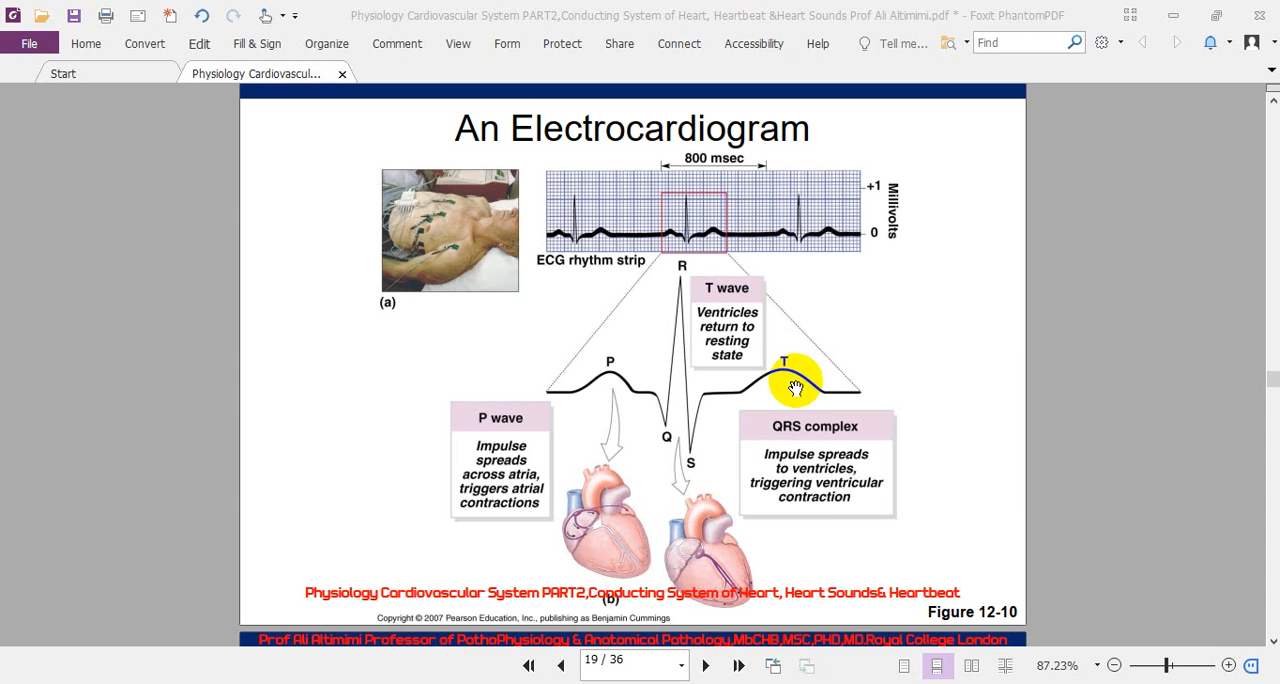 Physiology Cardiovascular System PART2,Conducting System of Heart, Heartbeat &Heart Sounds Prof Ali Altimimi.pdf * - Foxit PhantomPDF
File Home Convert Edit Fill & Sign Organize Comment View Form Protect Share Connect Accessibility Help Tell me... Find
Start Physiology Cardiovascul...
An Electrocardiogram
800 msec
+1
Millivolts
0
ECG rhythm strip
(a)
R
T wave
Ventricles
return to
resting
state
P
T
Q
S
P wave
Impulse
spreads
across atria,
triggers atrial
contractions
QRS complex
Impulse spreads
to ventricles,
triggering ventricular
contraction
Physiology Cardiovascular System PART2,Conducting System of Heart, Heart Sounds& Heartbeat
(b)
Figure 12-10
Copyright © 2007 Pearson Education, Inc., publishing as Benjamin Cummings
Prof Ali Altimimi Professor of PathoPhysiology & Anatomical Pathology,MbCHB,MSC,PHD,MD.Royal College London
19 / 36
87.23%